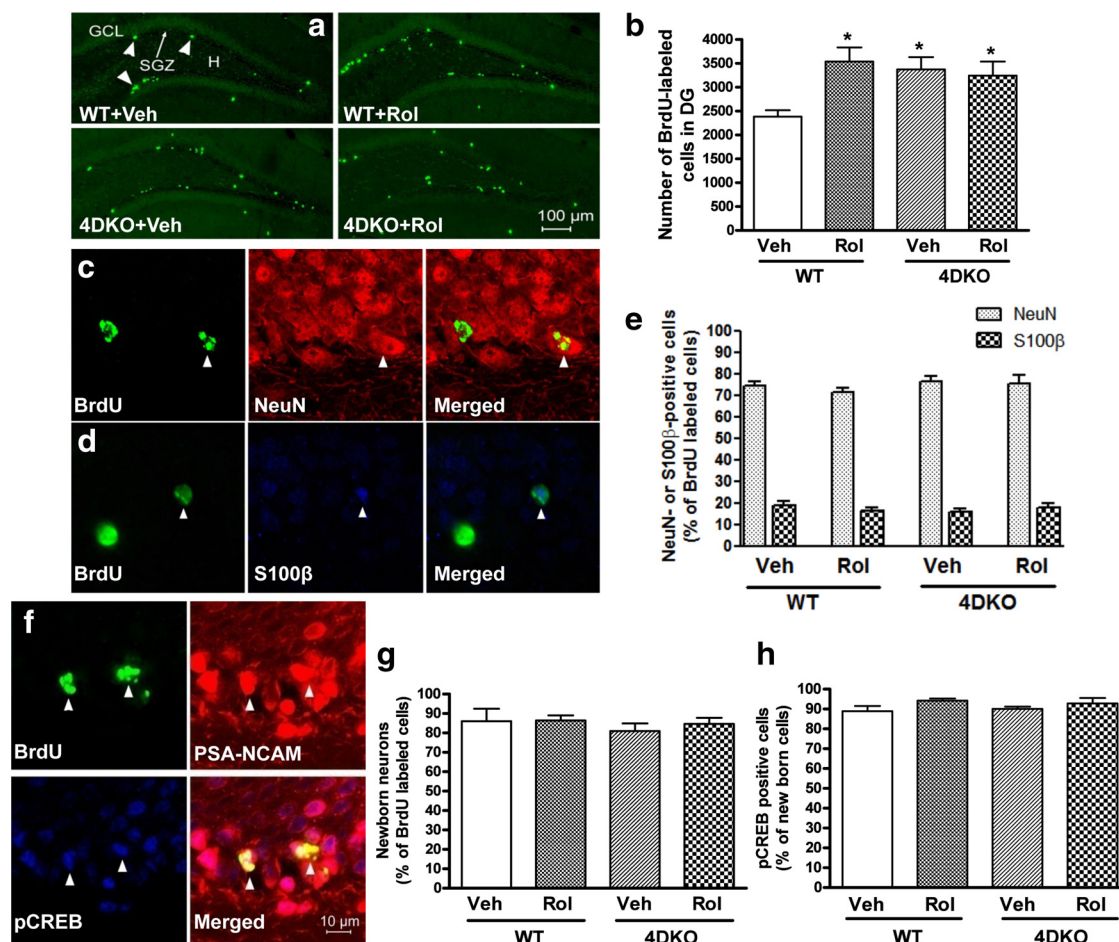 a
GCL
SGZ
H
WT+Veh
WT+Rol
4DKO+Veh
4DKO+Rol
100 µm
b
Number of BrdU-labeled
cells in DG
4000
3500
3000
2500
2000
1500
1000
500
0
*
*
*
Veh
Rol
Veh
Rol
WT
4DKO
c
BrdU
NeuN
Merged
d
BrdU
S100β
Merged
e
NeuN- or S100β-positive cells
(% of BrdU labeled cells)
100
90
80
70
60
50
40
30
20
10
0
NeuN
S100β
Veh
Rol
Veh
Rol
WT
4DKO
f
BrdU
PSA-NCAM
pCREB
Merged
10 µm
g
Newborn neurons
(% of BrdU labeled cells)
100
90
80
70
60
50
40
30
20
10
0
Veh
Rol
Veh
Rol
WT
4DKO
h
pCREB positive cells
(% of new born cells)
100
90
80
70
60
50
40
30
20
10
0
Veh
Rol
Veh
Rol
WT
4DKO